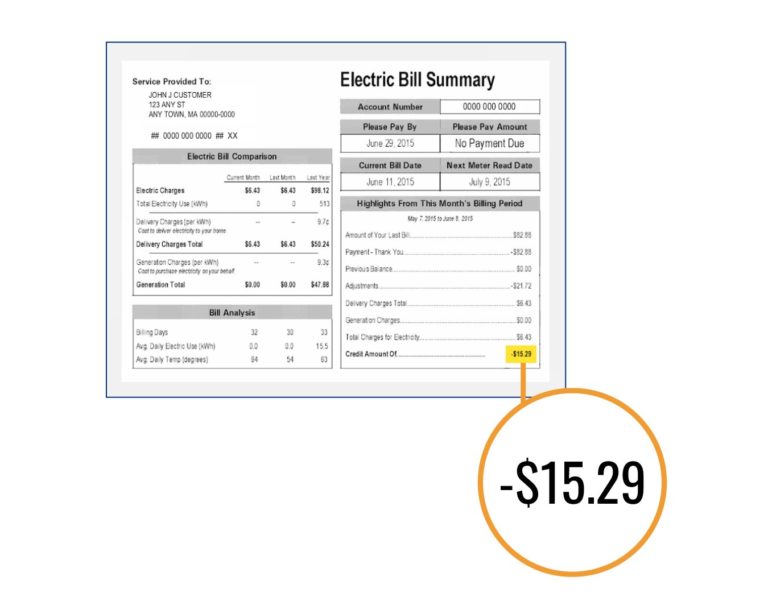 Service Provided To:
JOHN J CUSTOMER
123 ANY ST
ANY TOWN, MA 00000-0000
## 0000 000 0000 ## XX
Electric Bill Comparison
Current Month Last Month Last Year
Electric Charges $6.43 $6.43 $98.12
Total Electricity Use (kWh) 0 0 513
Delivery Charges (per kWh) -- -- 9.7¢
Cost to deliver electricity to your home
Delivery Charges Total $6.43 $6.43 $50.24
Generation Charges (per kWh) -- -- 9.3¢
Cost to purchase electricity on your behalf
Generation Total $0.00 $0.00 $47.88
Bill Analysis
Billing Days 32 30 33
Avg. Daily Electric Use (kWh) 0.0 0.0 15.5
Avg. Daily Temp (degrees) 64 54 63
Electric Bill Summary
Account Number 0000 000 0000
Please Pay By Please Pay Amount
June 29, 2015 No Payment Due
Current Bill Date Next Meter Read Date
June 11, 2015 July 9, 2015
Highlights From This Month's Billing Period
May 7, 2015 to June 8, 2015
Amount of Your Last Bill $82.88
Payment - Thank You -$82.88
Previous Balance $0.00
Adjustments -$21.72
Delivery Charges Total $6.43
Generation Charges $0.00
Total Charges for Electricity $6.43
Credit Amount Of -$15.29
-$15.29